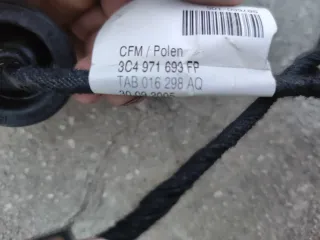 CFM / Polen
3C4 971 693 FP
TAB 016 298 AQ